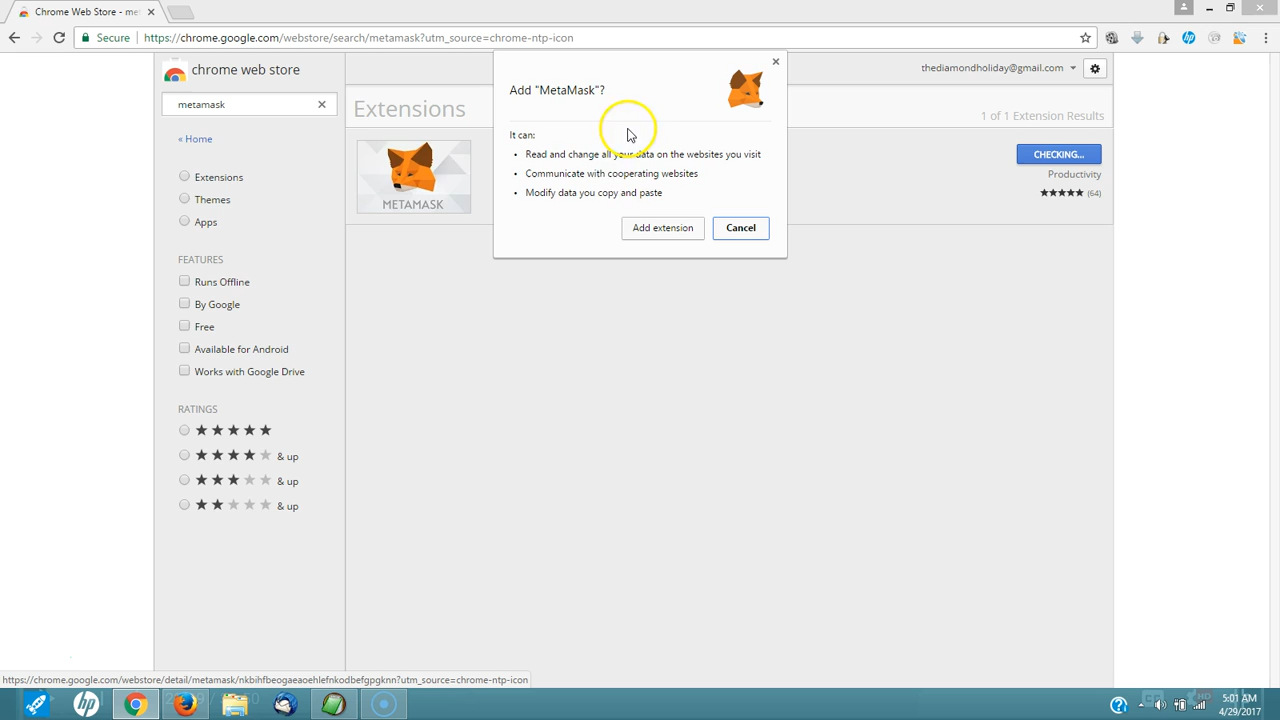 Chrome Web Store - me
Secure
https://chrome.google.com/webstore/search/metamask?utm_source=chrome-ntp-icon
chrome web store
thediamondholiday@gmail.com
metamask
« Home
Extensions
Themes
Apps
FEATURES
Runs Offline
By Google
Free
Available for Android
Works with Google Drive
RATINGS
& up
& up
& up
Extensions
1 of 1 Extension Results
METAMASK
CHECKING...
Productivity
(64)
Add "MetaMask"?
It can:
• Read and change all your data on the websites you visit
• Communicate with cooperating websites
• Modify data you copy and paste
Add extension
Cancel
https://chrome.google.com/webstore/detail/metamask/nkbihfbeogaeaoehlefnkodbefgpgknn?utm_source=chrome-ntp-icon
5:01 AM
4/29/2017